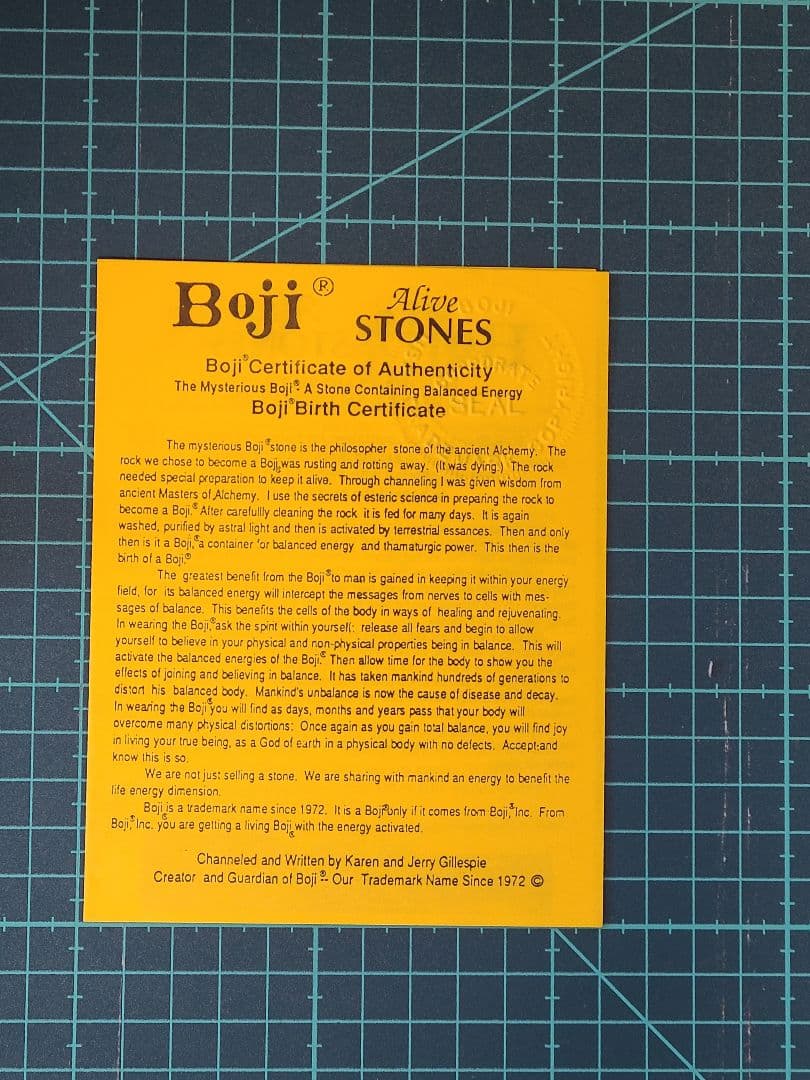 Boji® Alive
STONES
Boji® Certificate of Authenticity
The Mysterious Boji® - A Stone Containing Balanced Energy
Boji® Birth Certificate
SEAL
The mysterious Boji® stone is the philosopher stone of the ancient Alchemy. The
rock we chose to become a Boji® was rusting and rotting away. (It was dying.) The rock
needed special preparation to keep it alive. Through channeling I was given wisdom from
ancient Masters of Alchemy. I use the secrets of esteric science in preparing the rock to
become a Boji.® After carefullly cleaning the rock it is fed for many days. It is again
washed, purified by astral light and then is activated by terrestrial essances. Then and only
then is it a Boji,® a container for balanced energy and thamaturgic power. This then is the
birth of a Boji.®
The greatest benefit from the Boji® to man is gained in keeping it within your energy
field, for its balanced energy will intercept the messages from nerves to cells with mes-
sages of balance. This benefits the cells of the body in ways of healing and rejuvenating.
In wearing the Boji,® ask the spirit within yourself: release all fears and begin to allow
yourself to believe in your physical and non-physical properties being in balance. This will
activate the balanced energies of the Boji.® Then allow time for the body to show you the
effects of joining and believing in balance. It has taken mankind hundreds of generations to
distort his balanced body. Mankind's unbalance is now the cause of disease and decay.
In wearing the Boji® you will find as days, months and years pass that your body will
overcome many physical distortions: Once again as you gain total balance, you will find joy
in living your true being, as a God of earth in a physical body with no defects. Accept and
know this is so.
We are not just selling a stone. We are sharing with mankind an energy to benefit the
life energy dimension.
Boji is a trademark name since 1972. It is a Boji® only if it comes from Boji,® Inc. From
Boji,® Inc. you are getting a living Boji® with the energy activated.
Channeled and Written by Karen and Jerry Gillespie
Creator and Guardian of Boji® - Our Trademark Name Since 1972 ©